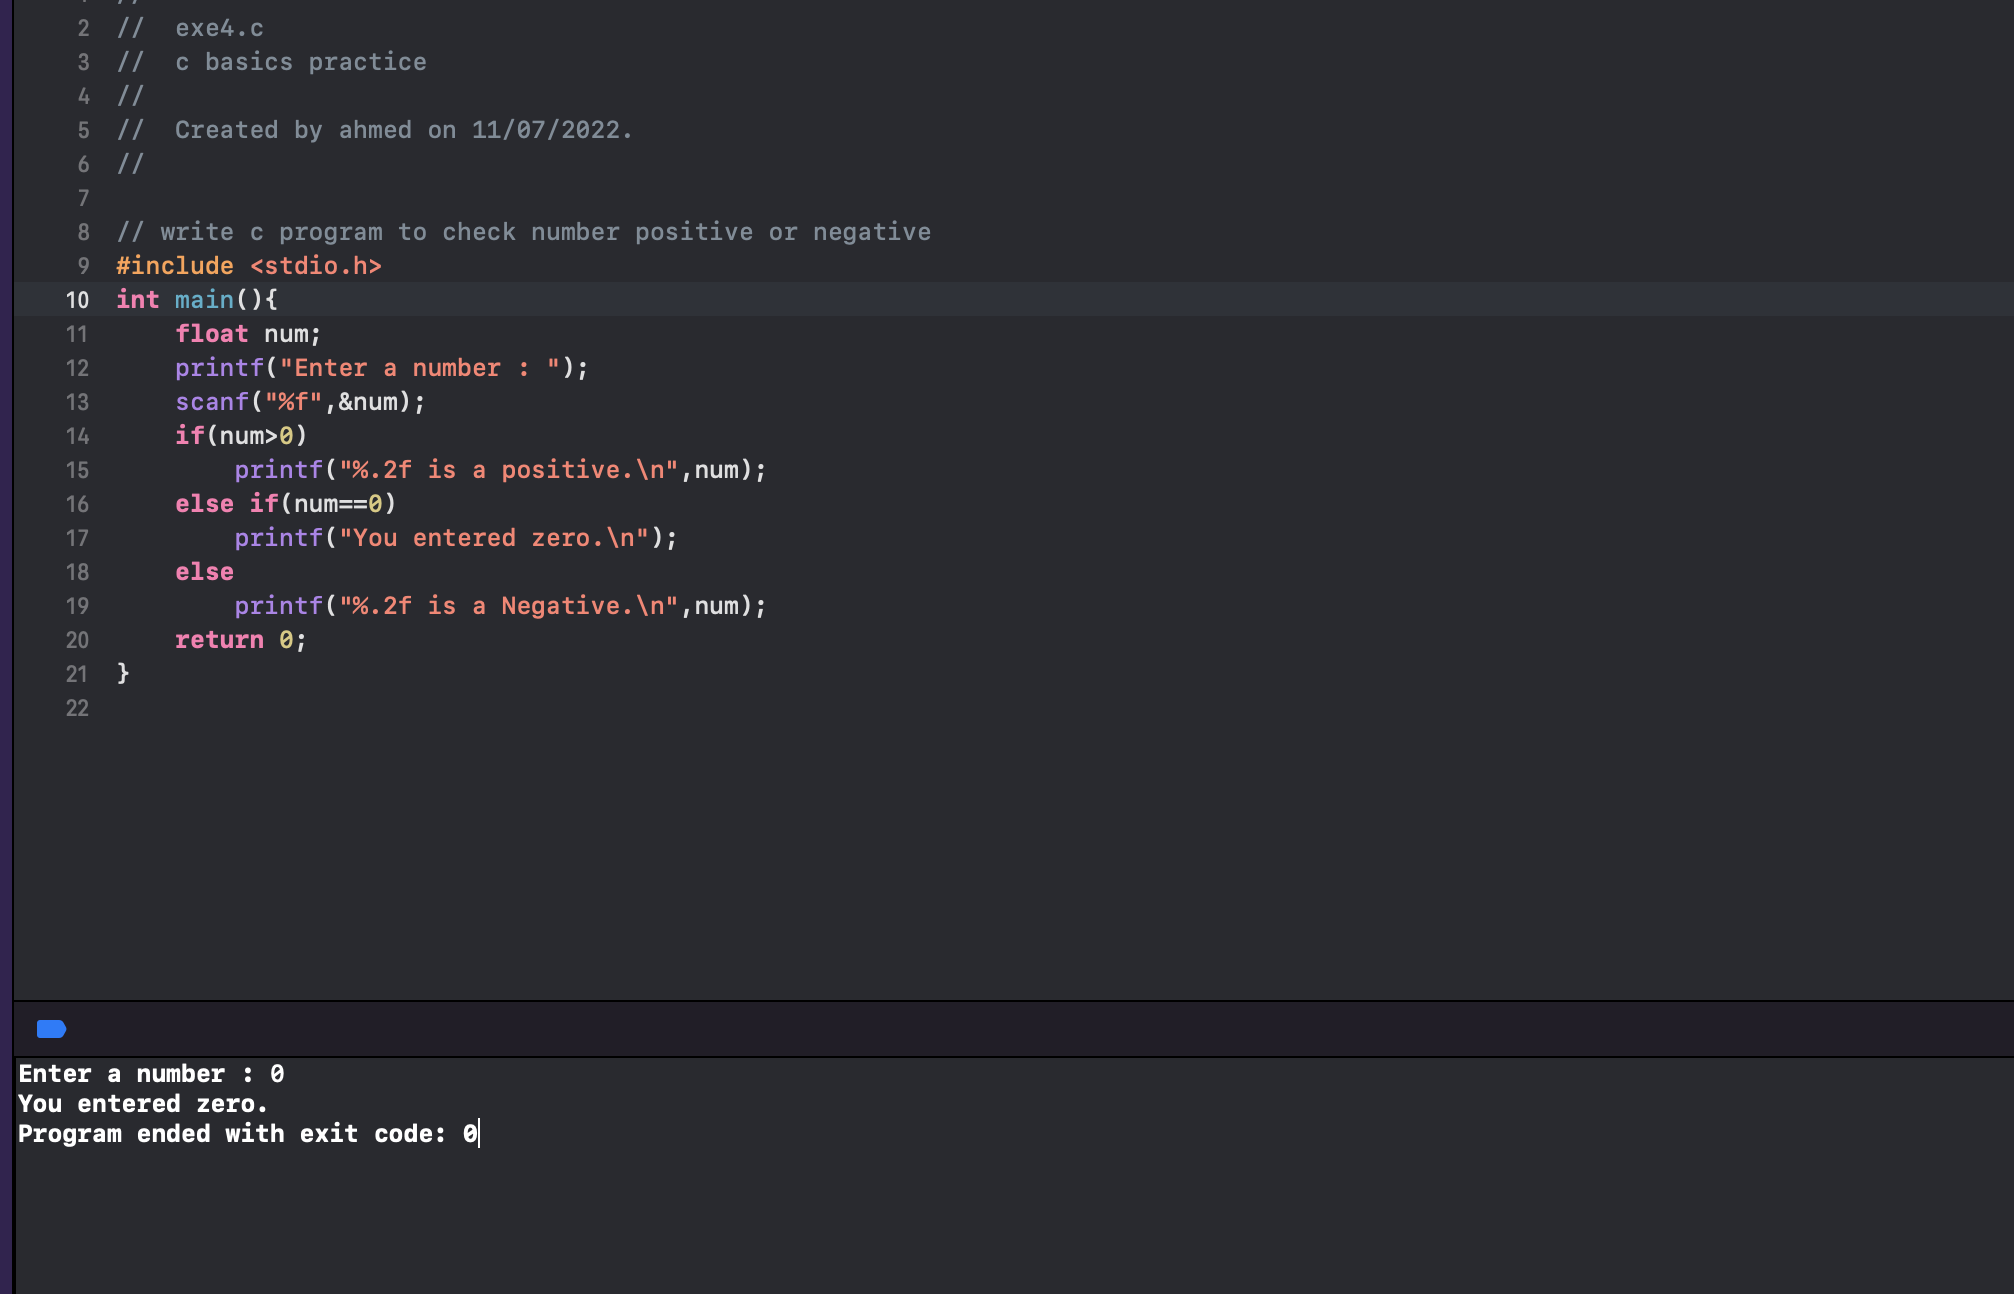 1 //
2 //  exe4.c
3 //  c basics practice
4 //
5 //  Created by ahmed on 11/07/2022.
6 //
7
8 // write c program to check number positive or negative
9 #include <stdio.h>
10 int main(){
11     float num;
12     printf("Enter a number : ");
13     scanf("%f",&num);
14     if(num>0)
15         printf("%.2f is a positive.\n",num);
16     else if(num==0)
17         printf("You entered zero.\n");
18     else
19         printf("%.2f is a Negative.\n",num);
20     return 0;
21 }
22
Enter a number : 0
You entered zero.
Program ended with exit code: 0